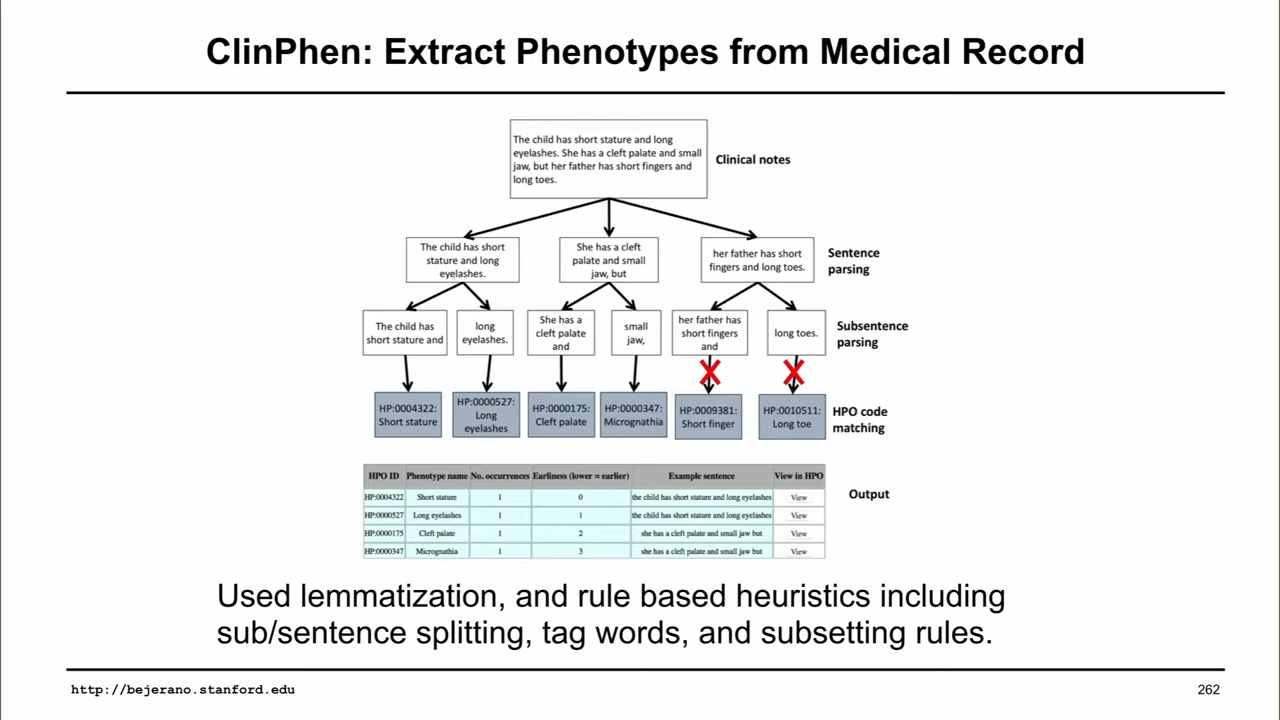 ClinPhen: Extract Phenotypes from Medical Record
The child has short stature and long
eyelashes. She has a cleft palate and small
jaw, but her father has short fingers and
long toes.
Clinical notes
The child has short
stature and long
eyelashes.
She has a cleft
palate and small
jaw, but
her father has short
fingers and long toes.
Sentence
parsing
The child has
short stature and
long
eyelashes.
She has a
cleft palate
and
small
jaw,
her father has
short fingers
and
long toes.
Subsentence
parsing
HP:0004322:
Short stature
HP:0000527:
Long
eyelashes
HP:0000175:
Cleft palate
HP:0000347:
Micrognathia
HP:0009381:
Short finger
HP:0010511:
Long toe
HPO code
matching
HPO ID Phenotype name No. occurrences Earliness (lower = earlier) Example sentence View in HPO
HP:0004322 Short stature 1 0 the child has short stature and long eyelashes View
HP:0000527 Long eyelashes 1 1 the child has short stature and long eyelashes View
HP:0000175 Cleft palate 1 2 she has a cleft palate and small jaw but View
HP:0000347 Micrognathia 1 3 she has a cleft palate and small jaw but View
Output
Used lemmatization, and rule based heuristics including
sub/sentence splitting, tag words, and subsetting rules.
http://bejerano.stanford.edu
262